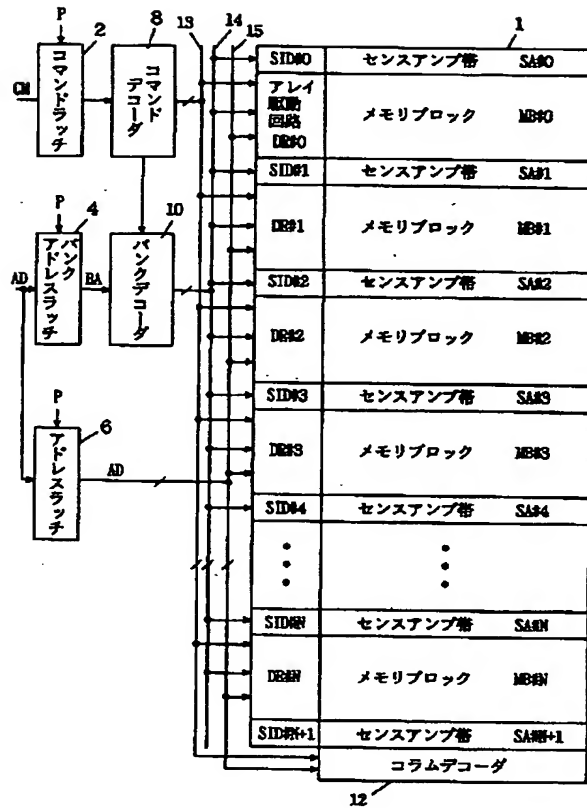 P
2
コマンドラッチ
CM
8
コマンドデコーダ
13
14
15
1
P
4
バンクアドレスラッチ
AD
BA
10
バンクデコーダ
P
6
アドレスラッチ
AD
SID#0 センスアンプ帯 SA#0
アレイ
駆動
回路
DR#0
メモリブロック MB#0
SID#1 センスアンプ帯 SA#1
DR#1 メモリブロック MB#1
SID#2 センスアンプ帯 SA#2
DR#2 メモリブロック MB#2
SID#3 センスアンプ帯 SA#3
DR#3 メモリブロック MB#3
SID#4 センスアンプ帯 SA#4
SID#N センスアンプ帯 SA#N
DR#N メモリブロック MB#N
SID#N+1 センスアンプ帯 SA#N+1
コラムデコーダ
12